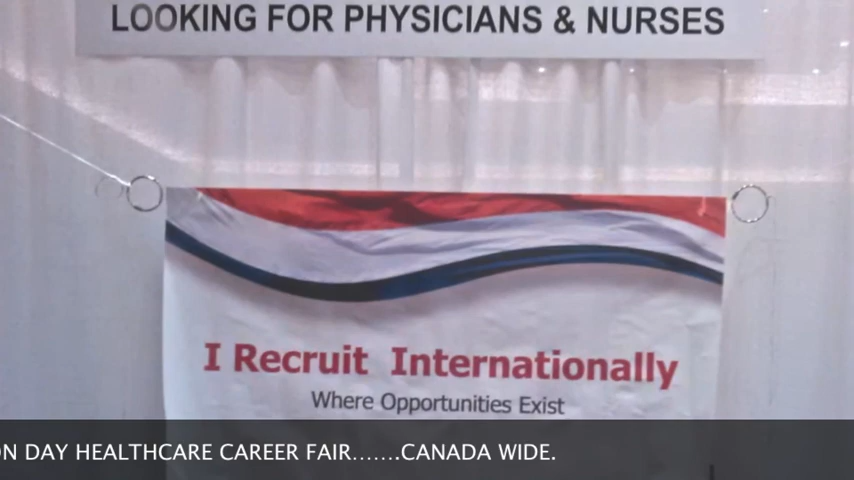 LOOKING FOR PHYSICIANS & NURSES
I Recruit Internationally
Where Opportunities Exist
DAY HEALTHCARE CAREER FAIR.......CANADA WIDE.